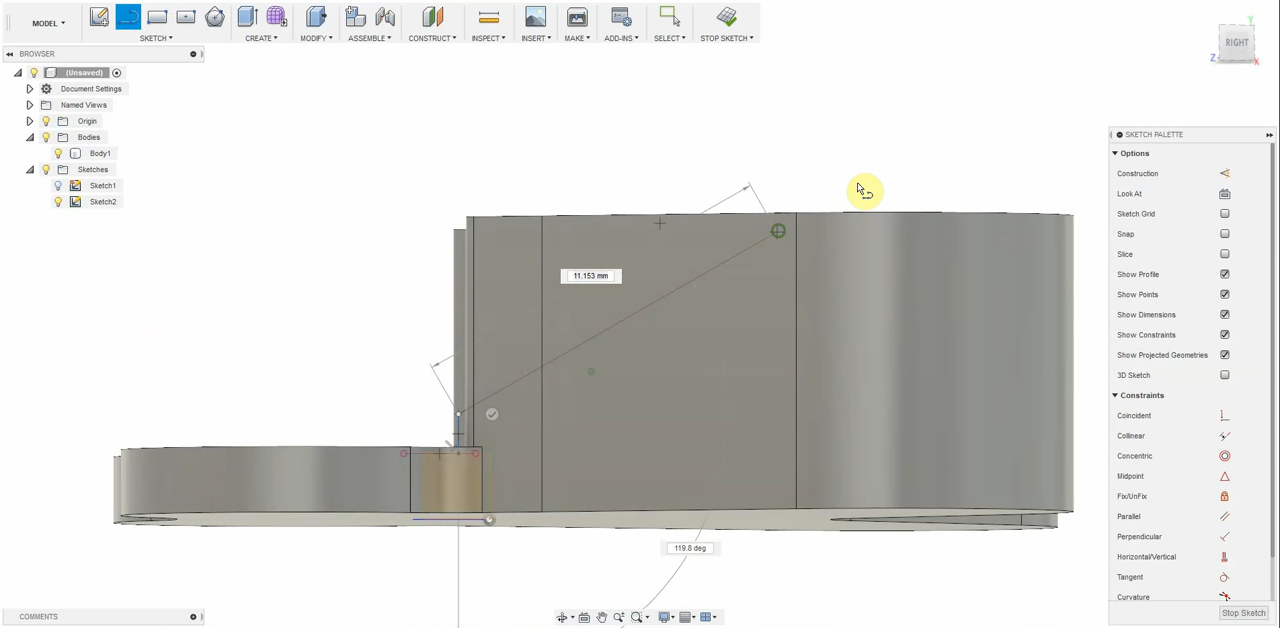 MODEL
SKETCH
CREATE
MODIFY
ASSEMBLE
CONSTRUCT
INSPECT
INSERT
MAKE
ADD-INS
SELECT
STOP SKETCH
BROWSER
(Unsaved)
Document Settings
Named Views
Origin
Bodies
Body1
Sketches
Sketch1
Sketch2
Y
RIGHT
Z
X
11.153 mm
119.8 deg
SKETCH PALETTE
Options
Construction
Look At
Sketch Grid
Snap
Slice
Show Profile
Show Points
Show Dimensions
Show Constraints
Show Projected Geometries
3D Sketch
Constraints
Coincident
Collinear
Concentric
Midpoint
Fix/UnFix
Parallel
Perpendicular
Horizontal/Vertical
Tangent
Curvature
Stop Sketch
COMMENTS